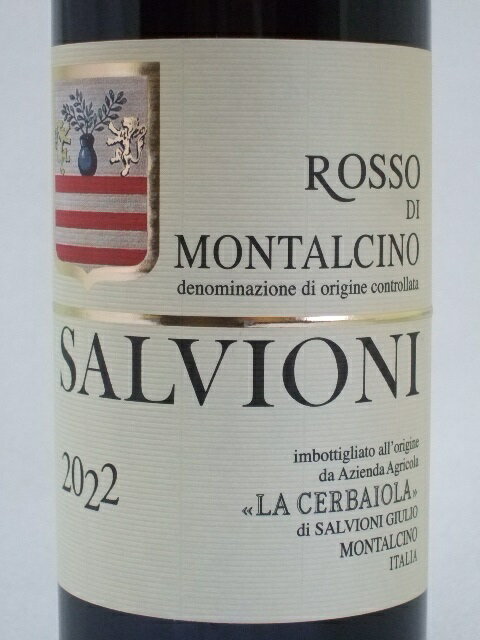 ROSSO
DI
MONTALCINO
denominazione di origine controllata
SALVIONI
2022
imbottigliato all'origine
da Azienda Agricola
«LA CERBAIOLA»
di SALVIONI GIULIO
MONTALCINO
ITALIA